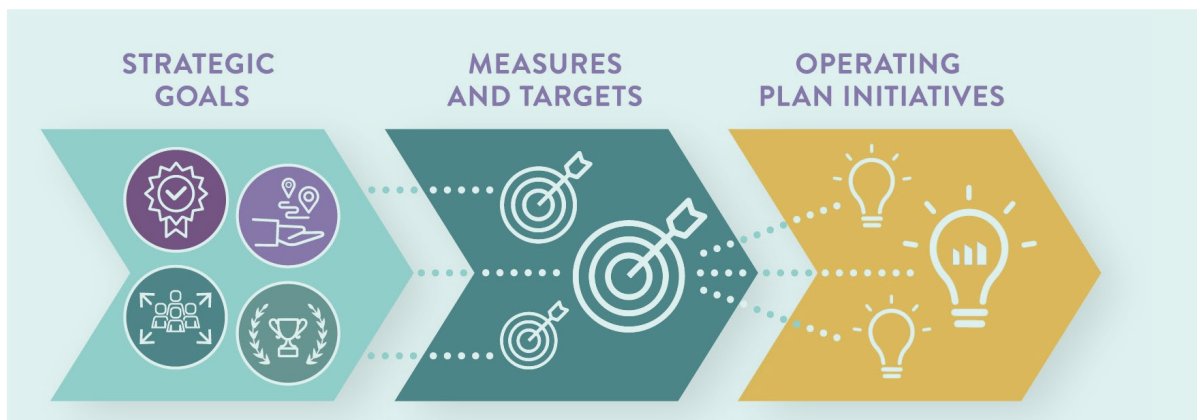 STRATEGIC
GOALS
MEASURES
AND TARGETS
OPERATING
PLAN INITIATIVES